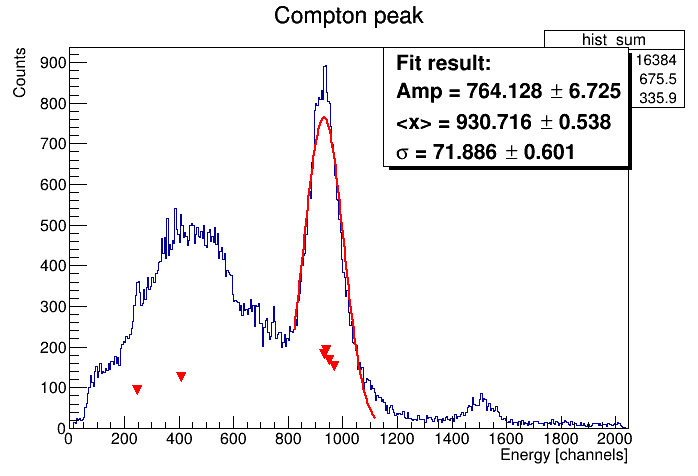 Compton peak
hist_sum
16384
675.5
335.9
Fit result:
Amp = 764.128 ± 6.725
<x> = 930.716 ± 0.538
σ = 71.886 ± 0.601
Counts
900
800
700
600
500
400
300
200
100
0
0 200 400 600 800 1000 1200 1400 1600 1800 2000
Energy [channels]